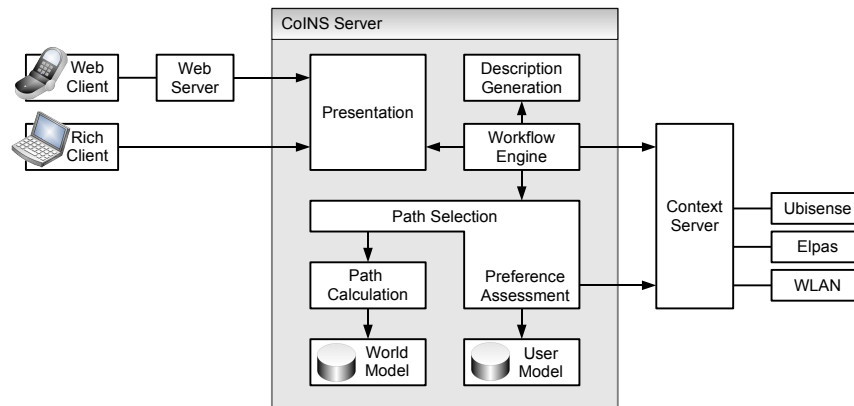 CoINS Server
Web
Client
Web
Server
Presentation
Description
Generation
Rich
Client
Workflow
Engine
Context
Server
Ubisense
Elpas
WLAN
Path Selection
Path
Calculation
Preference
Assessment
World
Model
User
Model